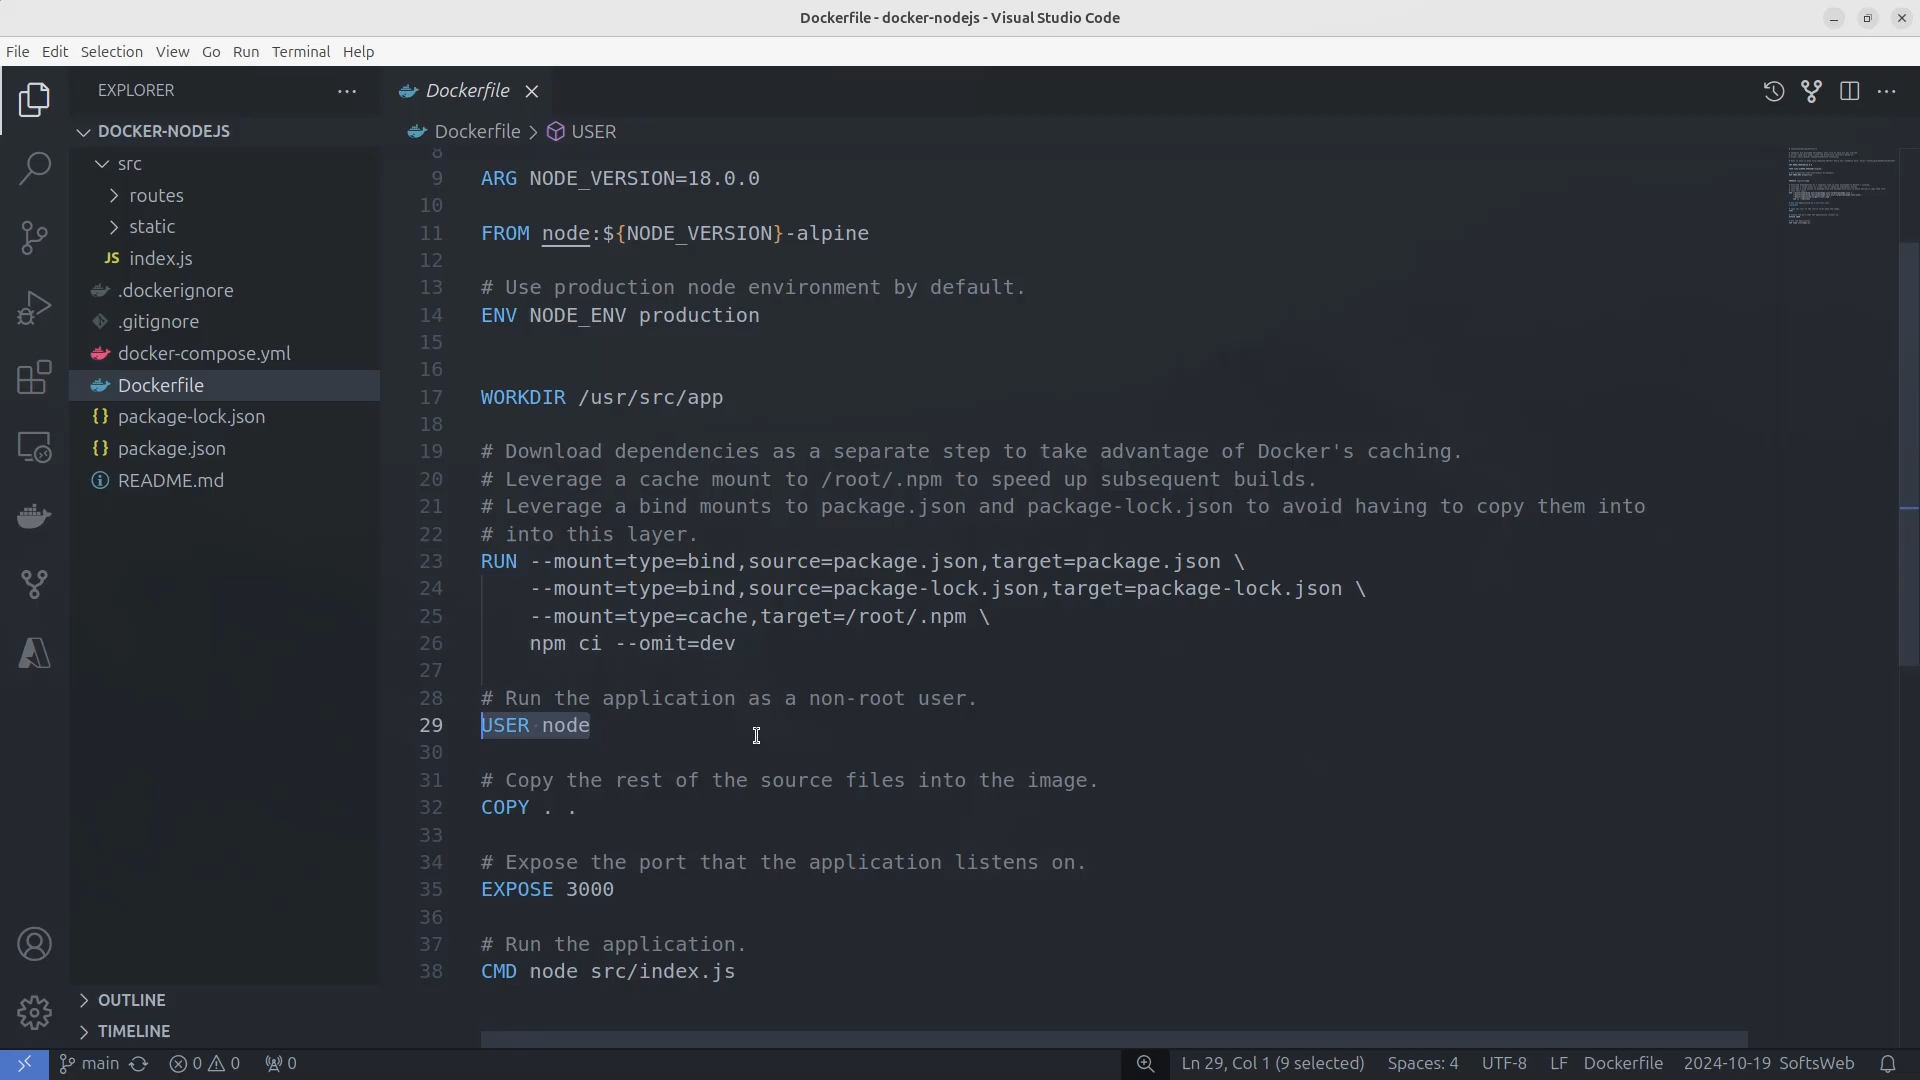 Dockerfile - docker-nodejs - Visual Studio Code
File Edit Selection View Go Run Terminal Help
EXPLORER
DOCKER-NODEJS
src
routes
static
JS index.js
.dockerignore
.gitignore
docker-compose.yml
Dockerfile
{} package-lock.json
{} package.json
README.md
OUTLINE
TIMELINE
Dockerfile
Dockerfile > USER
8
9 ARG NODE_VERSION=18.0.0
10
11 FROM node:${NODE_VERSION}-alpine
12
13 # Use production node environment by default.
14 ENV NODE_ENV production
15
16
17 WORKDIR /usr/src/app
18
19 # Download dependencies as a separate step to take advantage of Docker's caching.
20 # Leverage a cache mount to /root/.npm to speed up subsequent builds.
21 # Leverage a bind mounts to package.json and package-lock.json to avoid having to copy them into
22 # into this layer.
23 RUN --mount=type=bind,source=package.json,target=package.json \
24 --mount=type=bind,source=package-lock.json,target=package-lock.json \
25 --mount=type=cache,target=/root/.npm \
26 npm ci --omit=dev
27
28 # Run the application as a non-root user.
29 USER node
30
31 # Copy the rest of the source files into the image.
32 COPY . .
33
34 # Expose the port that the application listens on.
35 EXPOSE 3000
36
37 # Run the application.
38 CMD node src/index.js
main 0 0 0 Ln 29, Col 1 (9 selected) Spaces: 4 UTF-8 LF Dockerfile 2024-10-19 SoftsWeb